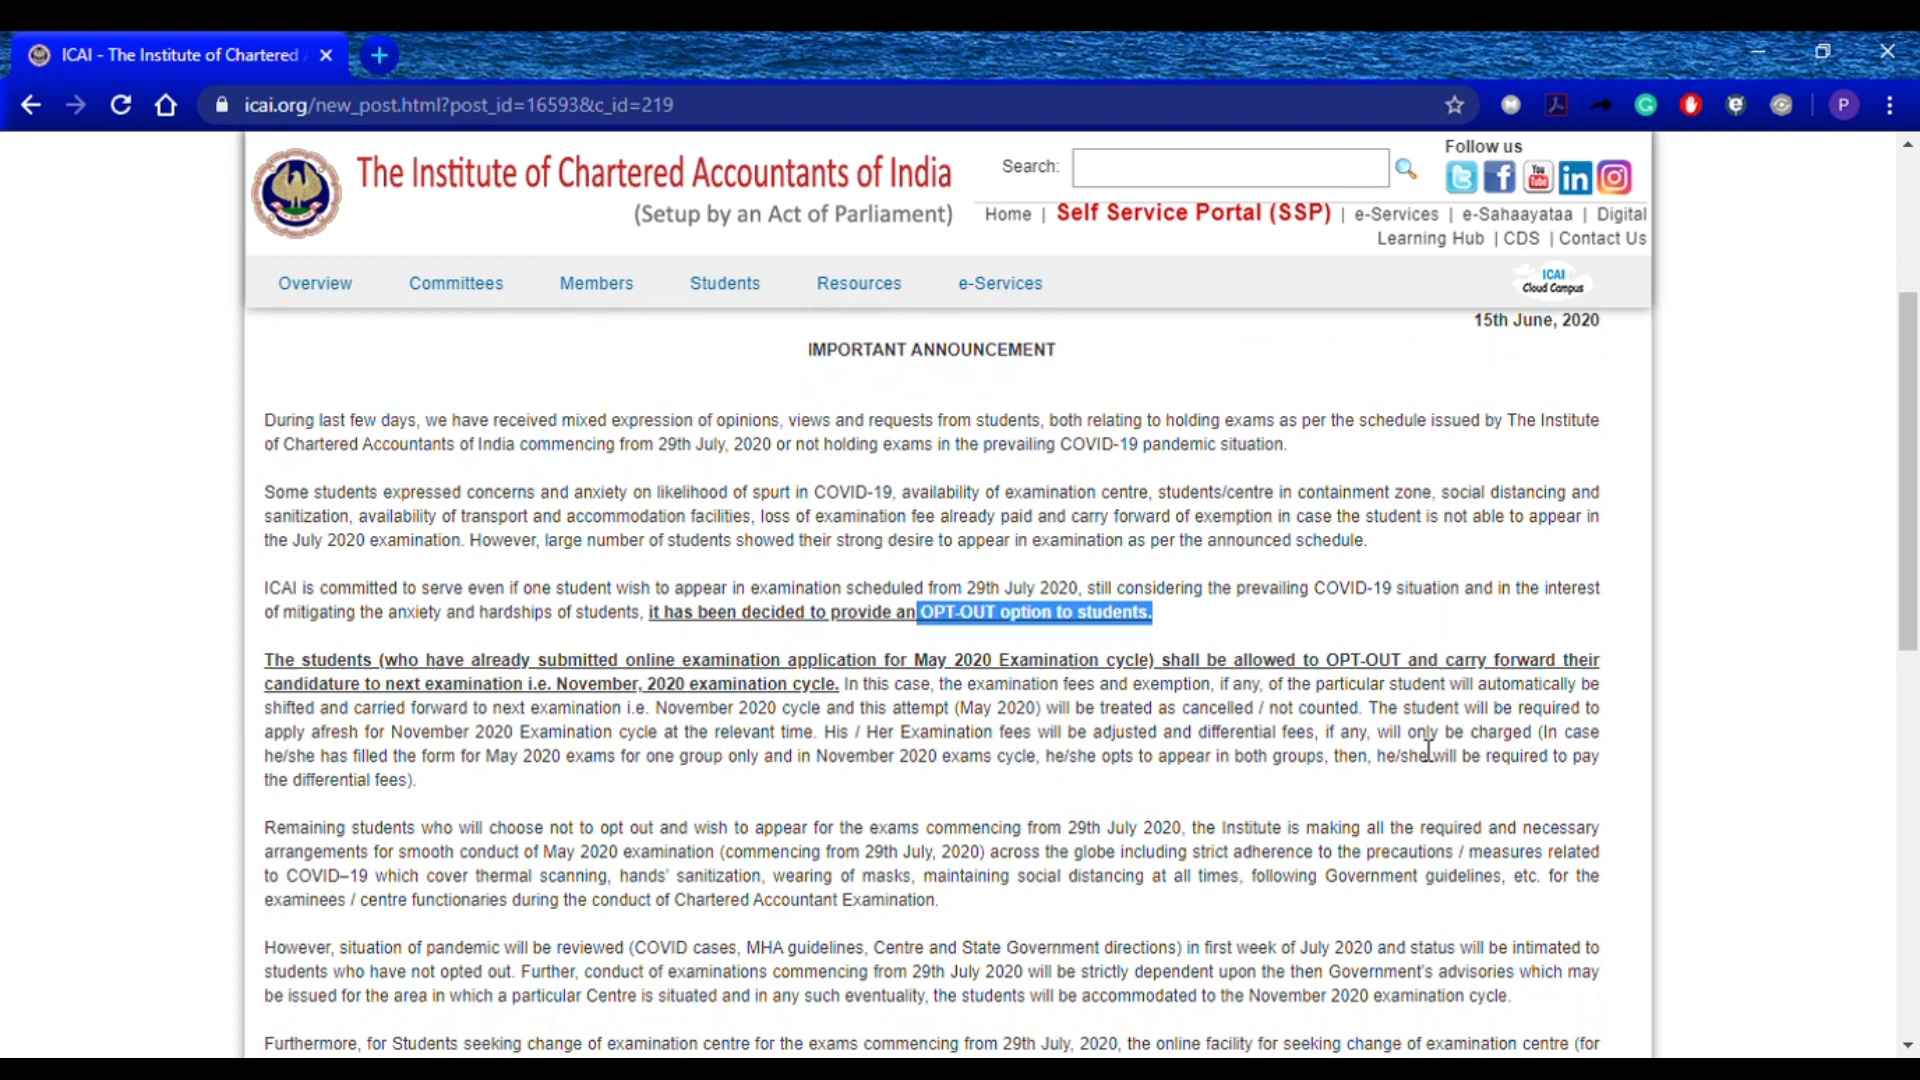 ICAI - The Institute of Chartered
icai.org/new_post.html?post_id=16593&c_id=219
P
The Institute of Chartered Accountants of India
(Setup by an Act of Parliament)
Search:
Follow us
You
Tube
in
Home | Self Service Portal (SSP) | e-Services | e-Sahaayataa | Digital
Learning Hub | CDS | Contact Us
Overview Committees Members Students Resources e-Services
ICAI
Cloud Campus
15th June, 2020
IMPORTANT ANNOUNCEMENT
During last few days, we have received mixed expression of opinions, views and requests from students, both relating to holding exams as per the schedule issued by The Institute
of Chartered Accountants of India commencing from 29th July, 2020 or not holding exams in the prevailing COVID-19 pandemic situation.
Some students expressed concerns and anxiety on likelihood of spurt in COVID-19, availability of examination centre, students/centre in containment zone, social distancing and
sanitization, availability of transport and accommodation facilities, loss of examination fee already paid and carry forward of exemption in case the student is not able to appear in
the July 2020 examination. However, large number of students showed their strong desire to appear in examination as per the announced schedule.
ICAI is committed to serve even if one student wish to appear in examination scheduled from 29th July 2020, still considering the prevailing COVID-19 situation and in the interest
of mitigating the anxiety and hardships of students, it has been decided to provide an OPT-OUT option to students.
The students (who have already submitted online examination application for May 2020 Examination cycle) shall be allowed to OPT-OUT and carry forward their
candidature to next examination i.e. November, 2020 examination cycle. In this case, the examination fees and exemption, if any, of the particular student will automatically be
shifted and carried forward to next examination i.e. November 2020 cycle and this attempt (May 2020) will be treated as cancelled / not counted. The student will be required to
apply afresh for November 2020 Examination cycle at the relevant time. His / Her Examination fees will be adjusted and differential fees, if any, will only be charged (In case
he/she has filled the form for May 2020 exams for one group only and in November 2020 exams cycle, he/she opts to appear in both groups, then, he/she will be required to pay
the differential fees).
Remaining students who will choose not to opt out and wish to appear for the exams commencing from 29th July 2020, the Institute is making all the required and necessary
arrangements for smooth conduct of May 2020 examination (commencing from 29th July, 2020) across the globe including strict adherence to the precautions / measures related
to COVID–19 which cover thermal scanning, hands' sanitization, wearing of masks, maintaining social distancing at all times, following Government guidelines, etc. for the
examinees / centre functionaries during the conduct of Chartered Accountant Examination.
However, situation of pandemic will be reviewed (COVID cases, MHA guidelines, Centre and State Government directions) in first week of July 2020 and status will be intimated to
students who have not opted out. Further, conduct of examinations commencing from 29th July 2020 will be strictly dependent upon the then Government's advisories which may
be issued for the area in which a particular Centre is situated and in any such eventuality, the students will be accommodated to the November 2020 examination cycle.
Furthermore, for Students seeking change of examination centre for the exams commencing from 29th July, 2020, the online facility for seeking change of examination centre (for